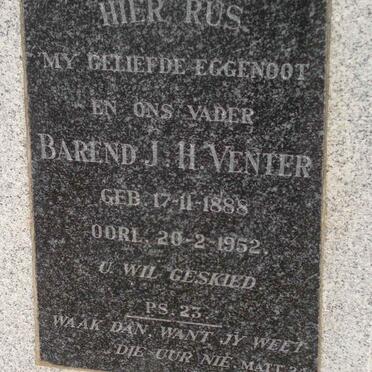 HIER RUS
MY GELIEFDE EGGENOOT
EN ONS VADER
BAREND J. H. VENTER
GEB. 17-11-1888
OORL. 20-2-1952.
U WIL GESKIED
PS. 23.
WAAK DAN, WANT JY WEET
DIE UUR NIE. MATT.